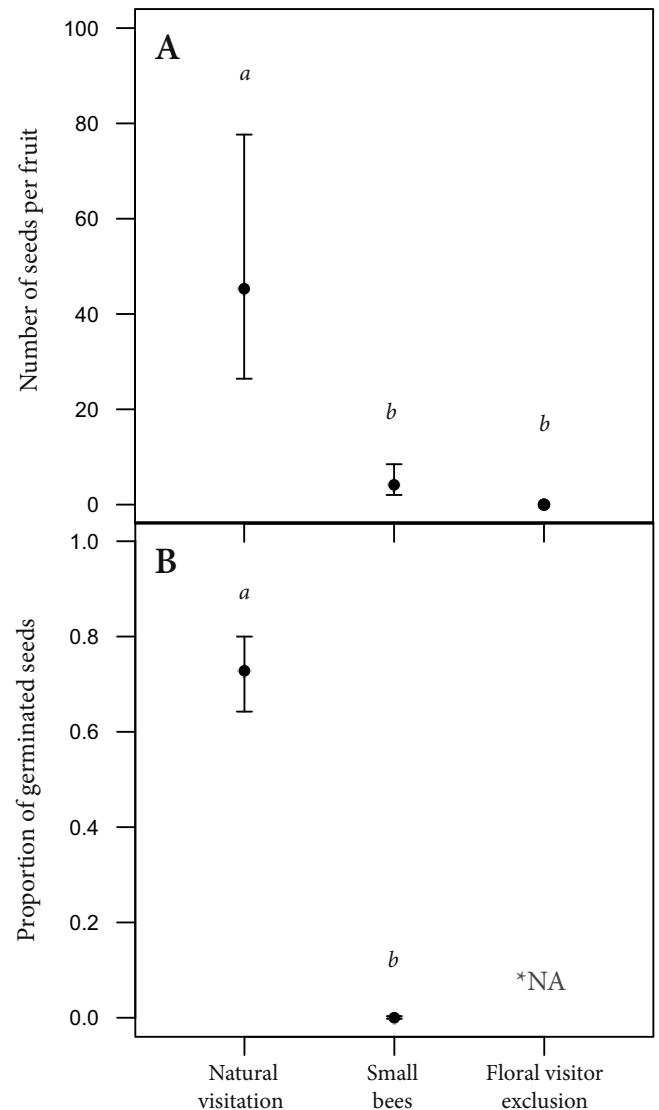 A
Number of seeds per fruit
100
80
60
40
20
0
a
b
b
B
Proportion of germinated seeds
1.0
0.8
0.6
0.4
0.2
0.0
a
b
*NA
Natural
visitation
Small
bees
Floral visitor
exclusion